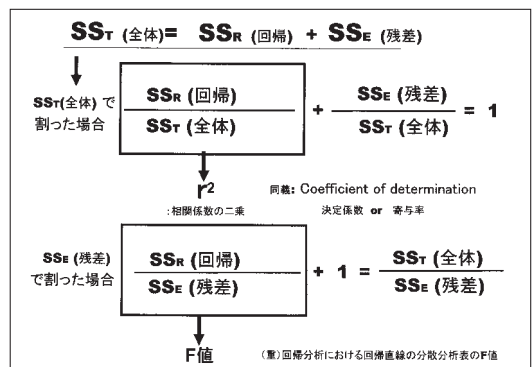 SST (全体)= SSR (回帰) + SSE (残差)
SST(全体) で
割った場合
SSR (回帰)
SST (全体)
+
SSE (残差)
SST (全体)
= 1
r2
:相関係数の二乗
同義: Coefficient of determination
決定係数 or 寄与率
SSE (残差)
で割った場合
SSR (回帰)
SSE (残差)
+ 1 =
SST (全体)
SSE (残差)
F値
(重)回帰分析における回帰直線の分散分析表のF値